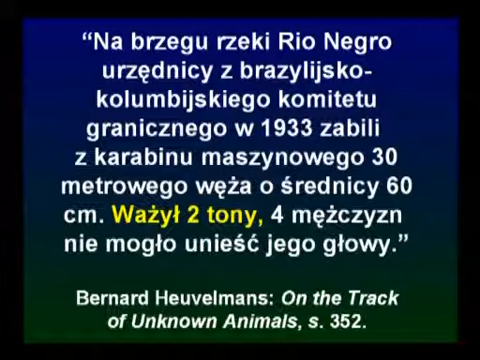 “Na brzegu rzeki Rio Negro
urzędnicy z brazylijsko-
kolumbijskiego komitetu
granicznego w 1933 zabili
z karabinu maszynowego 30
metrowego węża o średnicy 60
cm. Ważył 2 tony, 4 mężczyzn
nie mogło unieść jego głowy.”
Bernard Heuvelmans: On the Track
of Unknown Animals, s. 352.